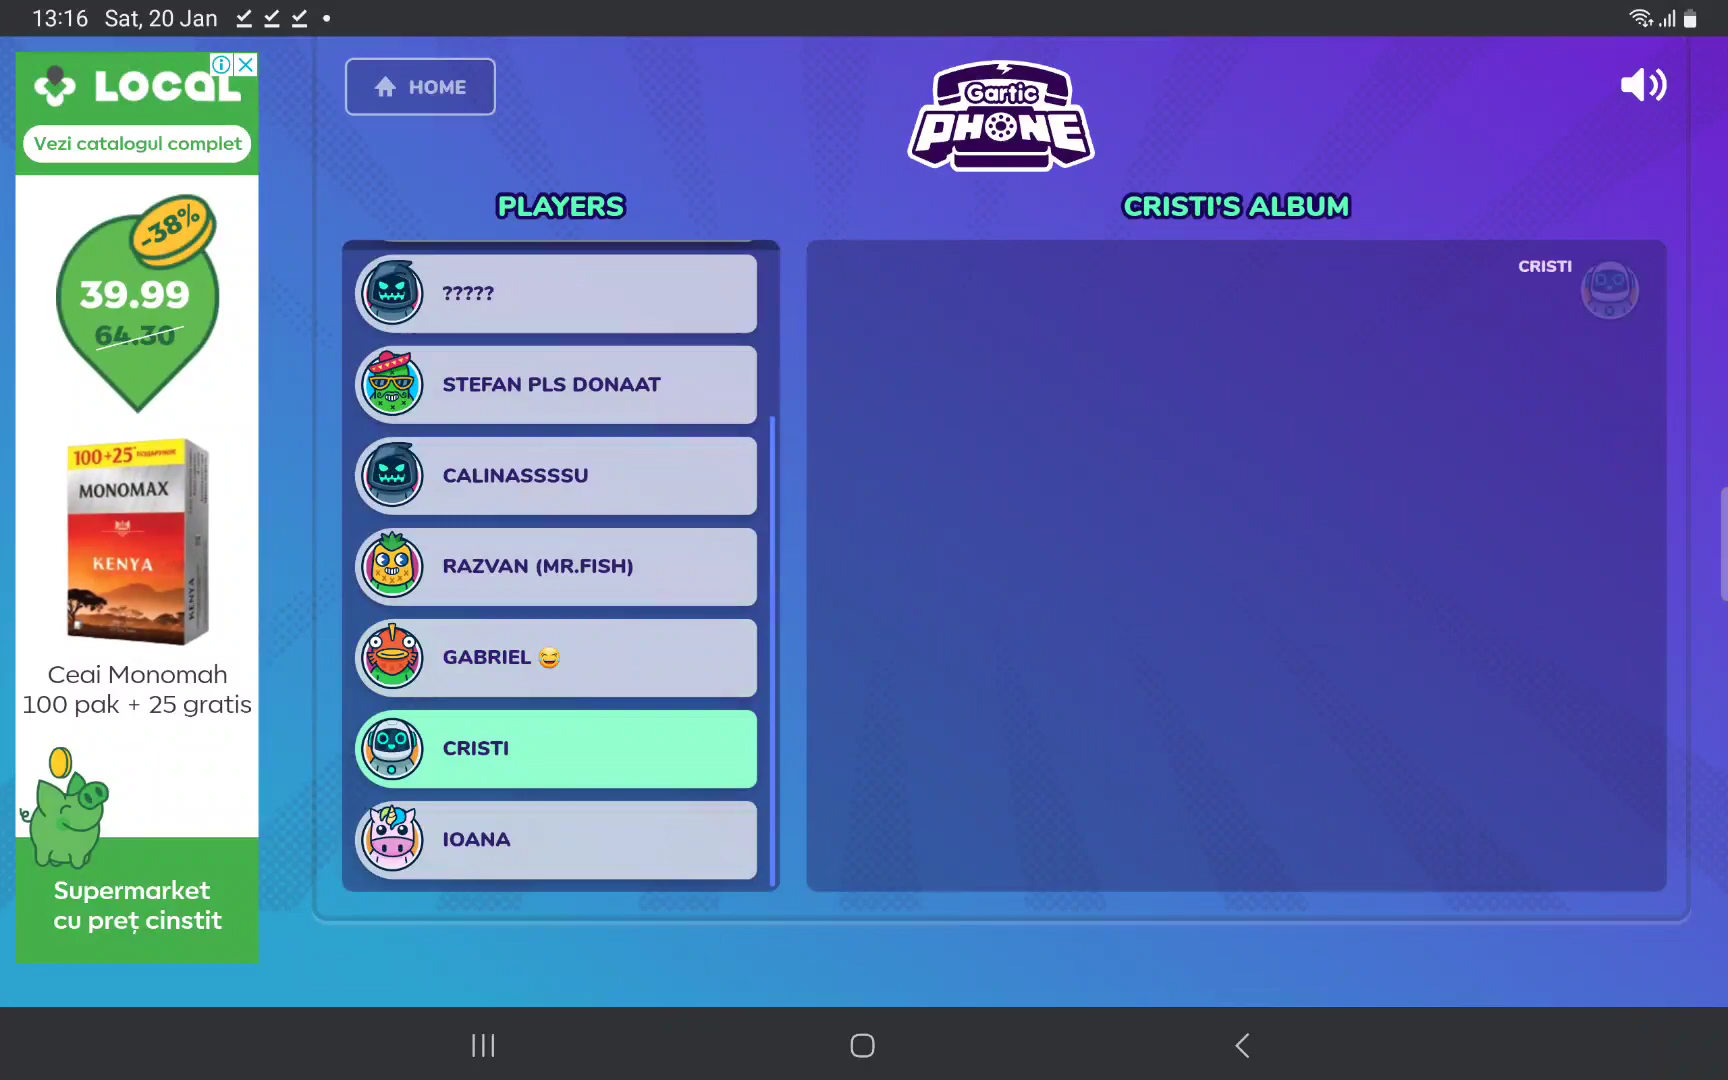 13:16 Sat, 20 Jan
LOCAL
Vezi catalogul complet
-38%
39.99
64.30
100+25
MONOMAX
KENYA
KENYA
Ceai Monomah
100 pak + 25 gratis
Supermarket
cu preț cinstit
HOME
Gartic
PHONE
PLAYERS
?????
STEFAN PLS DONAAT
CALINASSSSU
RAZVAN (MR.FISH)
GABRIEL 😆
CRISTI
IOANA
CRISTI'S ALBUM
CRISTI